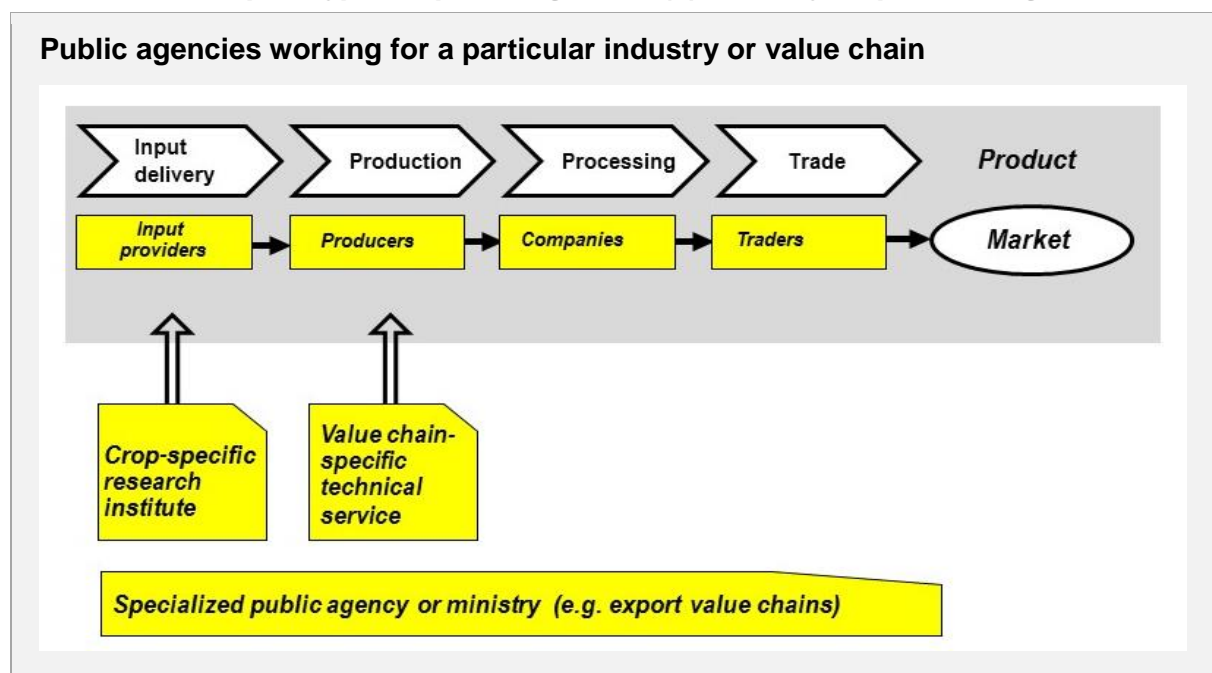 Public agencies working for a particular industry or value chain
Input
delivery
Production
Processing
Trade
Product
Input
providers
Producers
Companies
Traders
Market
Crop-specific
research
institute
Value chain-
specific
technical
service
Specialized public agency or ministry (e.g. export value chains)